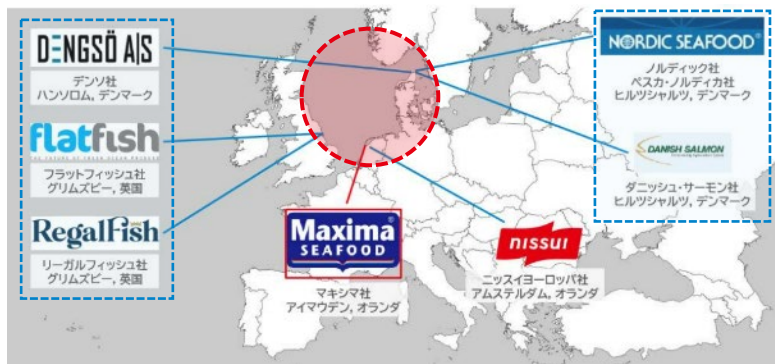 DENGSÖ A|S
デンソ社
ハンソロム, デンマーク
flatfish
フラットフィッシュ社
グリムズビー, 英国
RegalFish
リーガルフィッシュ社
グリムズビー, 英国
Maxima®
SEAFOOD
マキシマ社
アイマウデン, オランダ
nissui
ニッスイヨーロッパ社
アムステルダム, オランダ
NORDIC SEAFOOD®
ノルディック社
ペスカ・ノルディカ社
ヒルツシャルツ, デンマーク
DANISH SALMON
ダニッシュ・サーモン社
ヒルツシャルツ, デンマーク